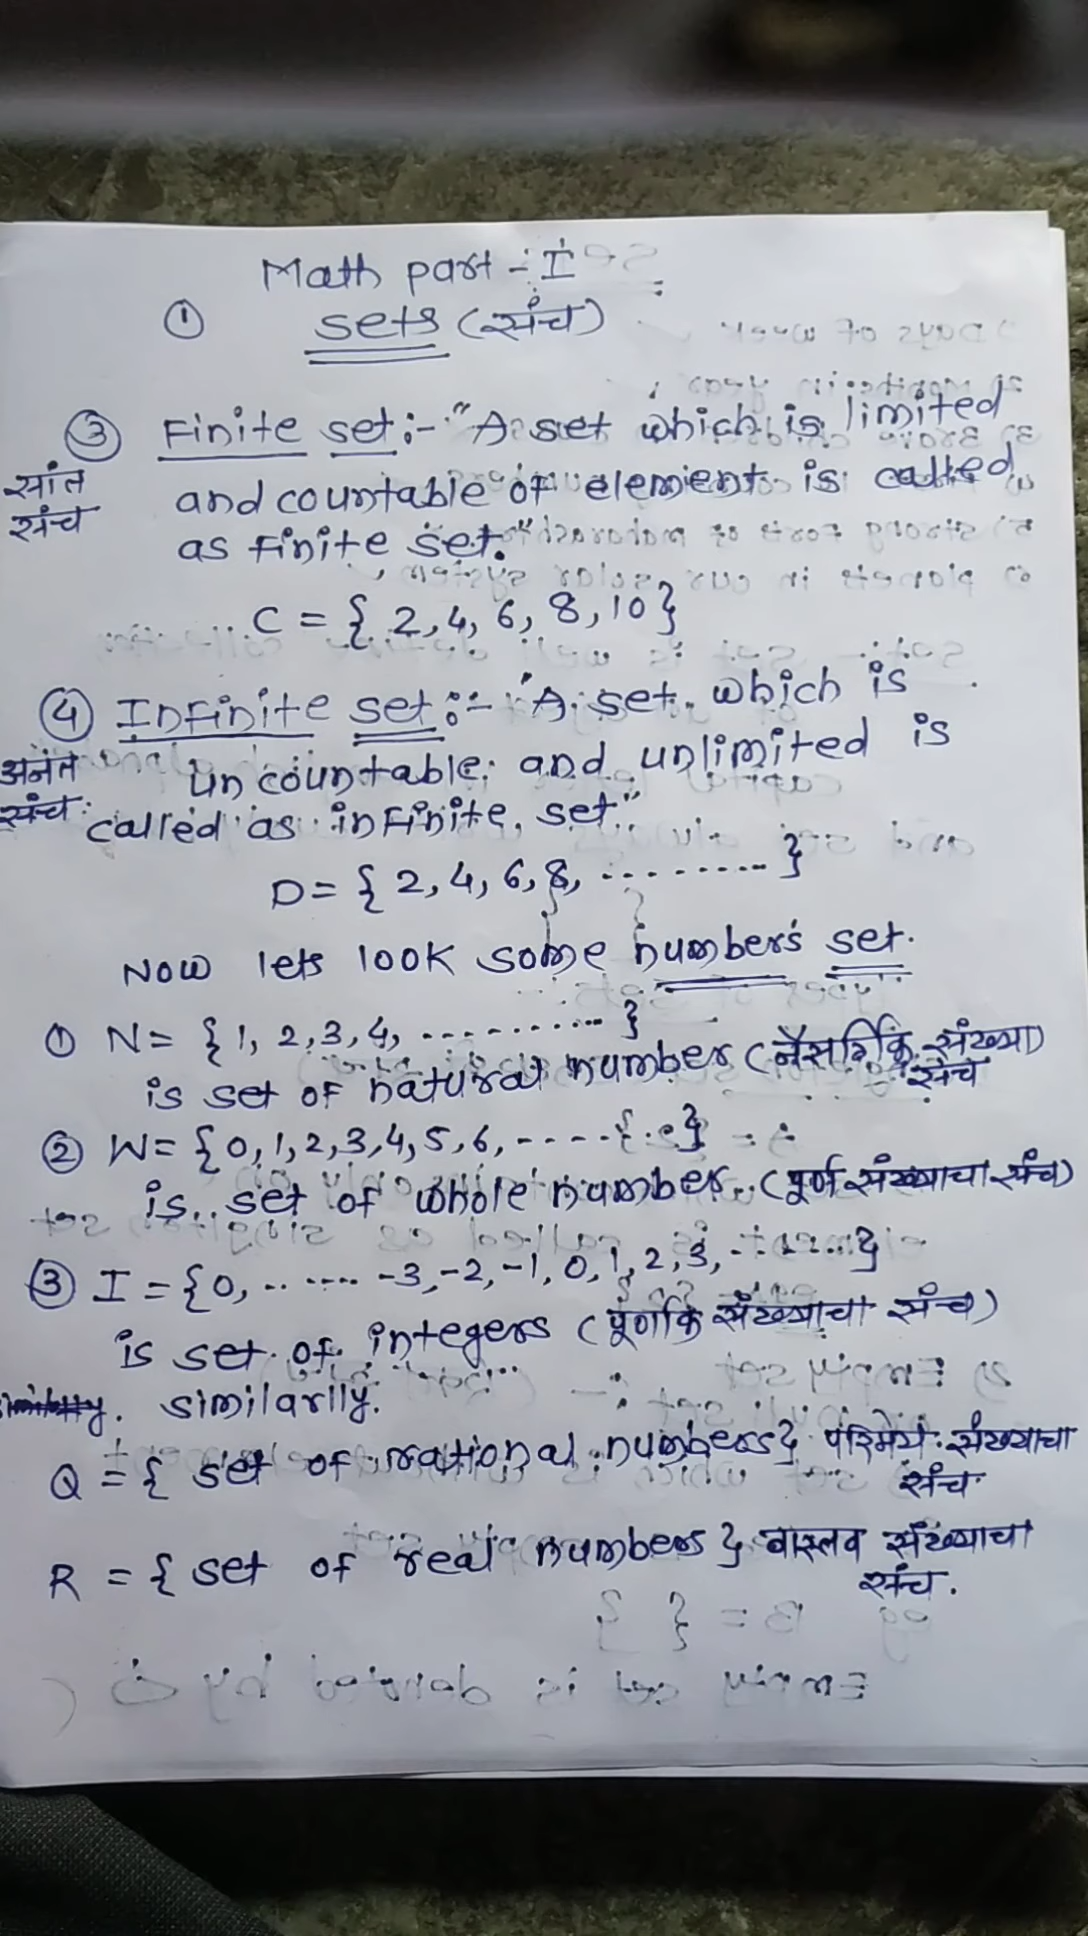 Math part - I
① sets (संच)
③ Finite set :- "A set which is limited
सांत
and countable of element is called
संच
as finite set."
C = { 2, 4, 6, 8, 10 }
④ Infinite set :- "A set which is
अनंत
uncountable and unlimited is
संच
called as infinite set."
D = { 2, 4, 6, 8, ......... }
Now lets look some numbers set.
① N = { 1, 2, 3, 4, .......... }
is set of natural number (नैसर्गिक संख्या)
संच
② W = { 0, 1, 2, 3, 4, 5, 6, ........ }
is set of whole number (पूर्ण संख्याचा संच)
③ I = { 0, ...... -3, -2, -1, 0, 1, 2, 3, ........ }
is set of integers (पूर्णांक संख्याचा संच)
similarlly.
Q = { set of rational numbers } परिमेय संख्याचा
संच
R = { set of real numbers } वास्तव संख्याचा
संच.